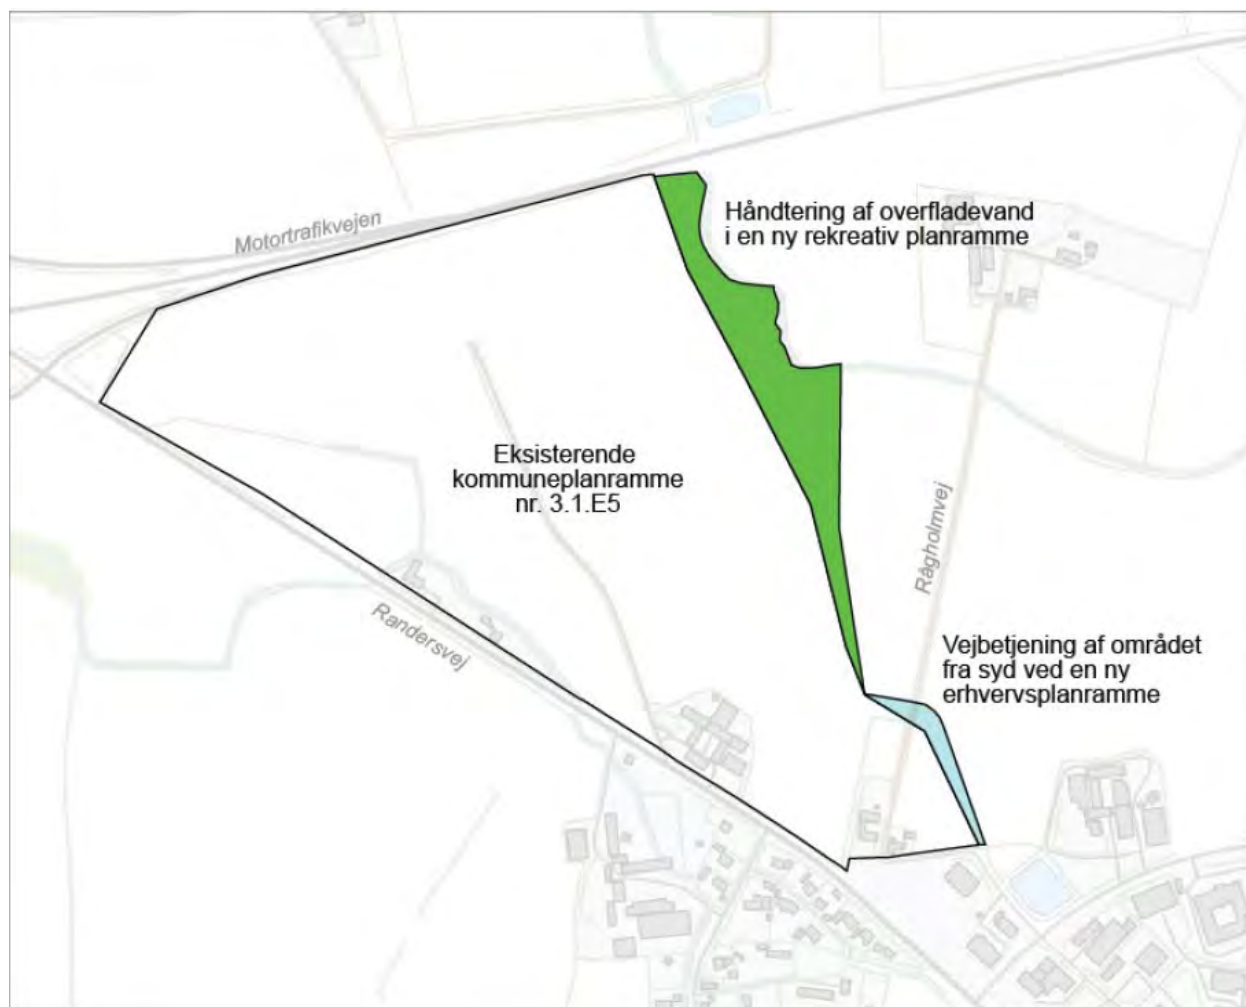 Motortrafikvejen
Håndtering af overfladevand
i en ny rekreativ planramme
Eksisterende
kommuneplanramme
nr. 3.1.E5
Rågholmvej
Randersvej
Vejbetjening af området
fra syd ved en ny
erhvervsplanramme